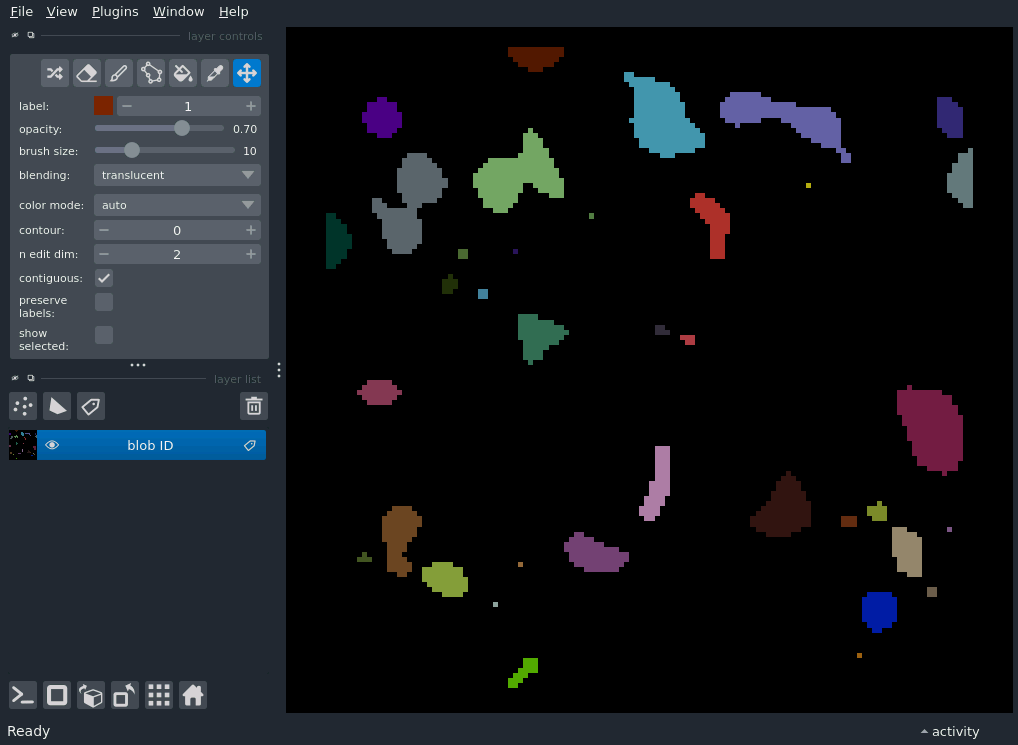 File View Plugins Window Help
layer controls
label: 1
opacity: 0.70
brush size: 10
blending: translucent
color mode: auto
contour: 0
n edit dim: 2
contiguous:
preserve
labels:
show
selected:
layer list
blob ID
Ready
activity